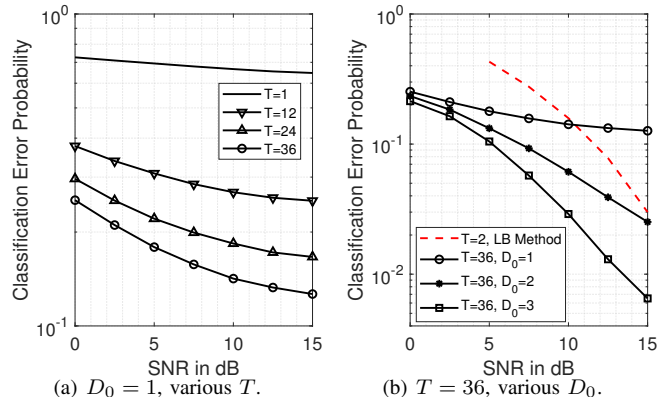 10^0
10^-1
Classification Error Probability
T=1
T=12
T=24
T=36
0 5 10 15
SNR in dB
(a) D_0 = 1, various T.
10^0
10^-1
10^-2
Classification Error Probability
T=2, LB Method
T=36, D_0=1
T=36, D_0=2
T=36, D_0=3
0 5 10 15
SNR in dB
(b) T = 36, various D_0.